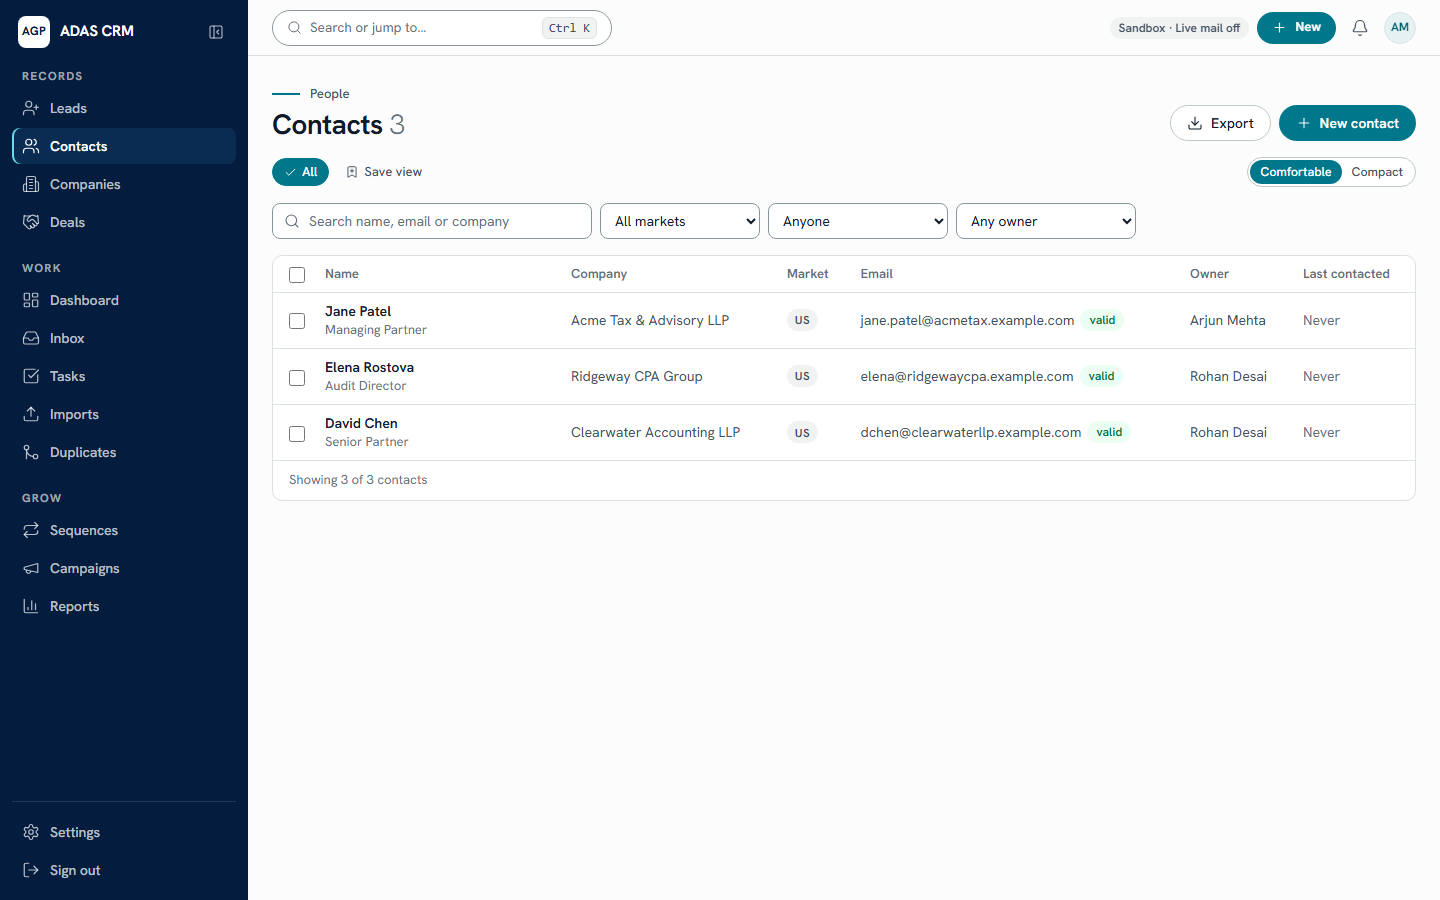 AGP
ADAS CRM
RECORDS
Leads
Contacts
Companies
Deals
WORK
Dashboard
Inbox
Tasks
Imports
Duplicates
GROW
Sequences
Campaigns
Reports
Settings
Sign out
Search or jump to...
Ctrl K
Sandbox · Live mail off
New
AM
People
Contacts 3
Export
New contact
All
Save view
Comfortable
Compact
Search name, email or company
All markets
Anyone
Any owner
Name Company Market Email Owner Last contacted
Jane Patel
Managing Partner
Acme Tax & Advisory LLP US jane.patel@acmetax.example.com valid Arjun Mehta Never
Elena Rostova
Audit Director
Ridgeway CPA Group US elena@ridgewaycpa.example.com valid Rohan Desai Never
David Chen
Senior Partner
Clearwater Accounting LLP US dchen@clearwaterllp.example.com valid Rohan Desai Never
Showing 3 of 3 contacts